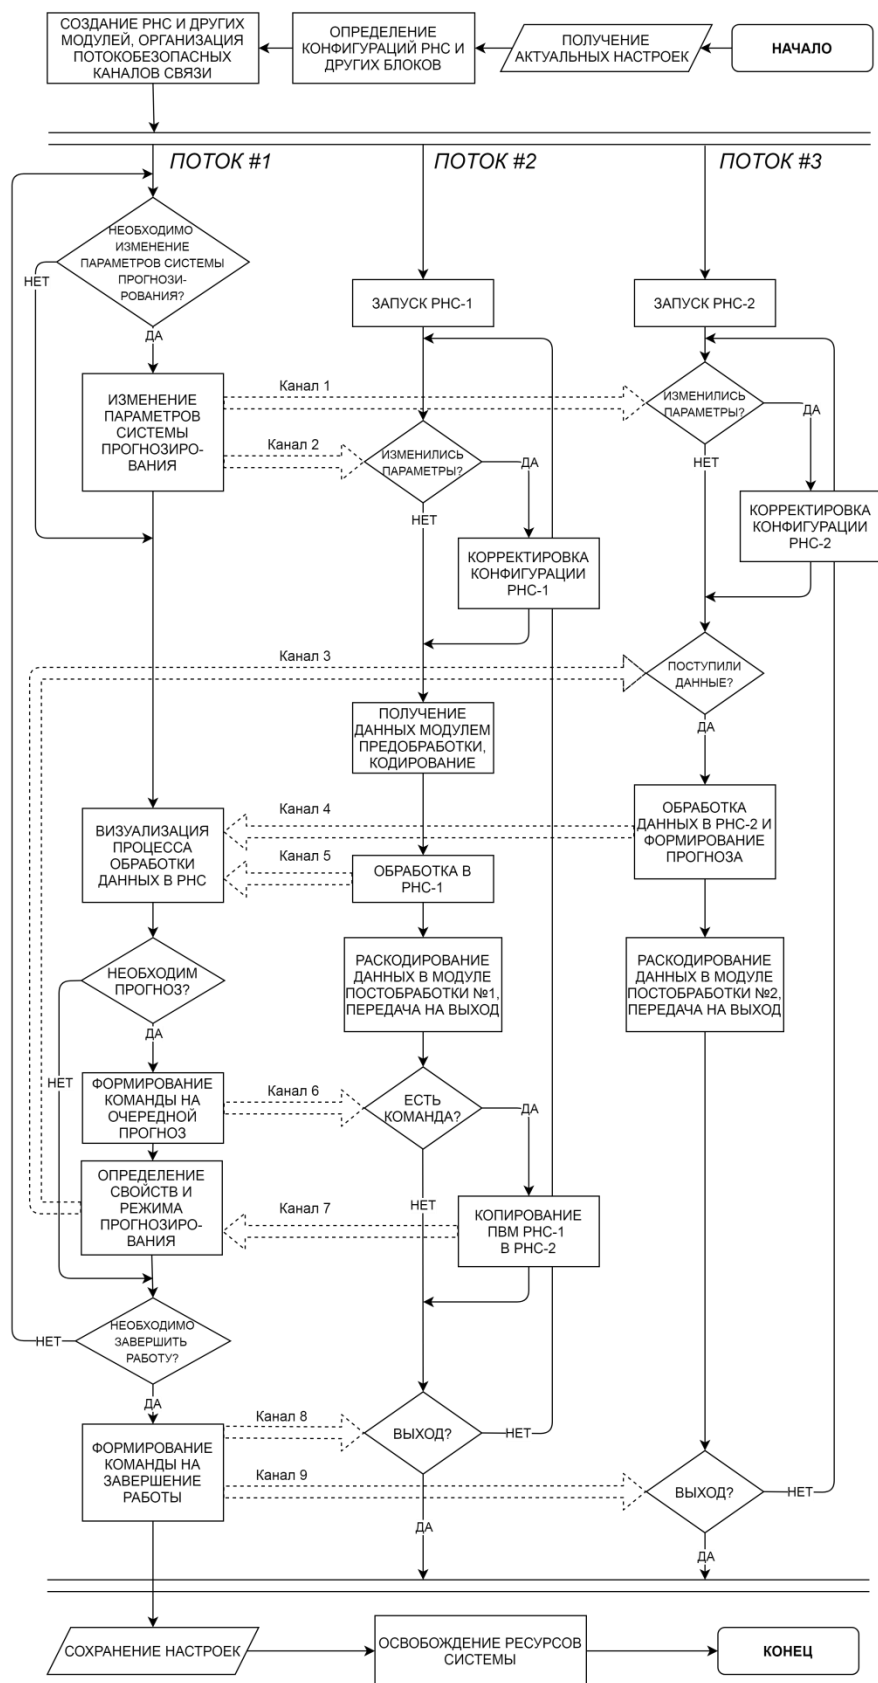 СОЗДАНИЕ РНС И ДРУГИХ
МОДУЛЕЙ, ОРГАНИЗАЦИЯ
ПОТОКОБЕЗОПАСНЫХ
КАНАЛОВ СВЯЗИ
ОПРЕДЕЛЕНИЕ
КОНФИГУРАЦИЙ РНС И
ДРУГИХ БЛОКОВ
ПОЛУЧЕНИЕ
АКТУАЛЬНЫХ НАСТРОЕК
НАЧАЛО
ПОТОК #1
ПОТОК #2
ПОТОК #3
НЕОБХОДИМО
ИЗМЕНЕНИЕ
ПАРАМЕТРОВ СИСТЕМЫ
ПРОГНОЗИ-
РОВАНИЯ?
НЕТ
ДА
ЗАПУСК РНС-1
ЗАПУСК РНС-2
ИЗМЕНЕНИЕ
ПАРАМЕТРОВ
СИСТЕМЫ
ПРОГНОЗИРО-
ВАНИЯ
Канал 1
Канал 2
ИЗМЕНИЛИСЬ
ПАРАМЕТРЫ?
ДА
НЕТ
ИЗМЕНИЛИСЬ
ПАРАМЕТРЫ?
ДА
НЕТ
КОРРЕКТИРОВКА
КОНФИГУРАЦИИ
РНС-1
КОРРЕКТИРОВКА
КОНФИГУРАЦИИ
РНС-2
Канал 3
ПОСТУПИЛИ
ДАННЫЕ?
ДА
ПОЛУЧЕНИЕ
ДАННЫХ МОДУЛЕМ
ПРЕДОБРАБОТКИ,
КОДИРОВАНИЕ
ВИЗУАЛИЗАЦИЯ
ПРОЦЕССА
ОБРАБОТКИ
ДАННЫХ В РНС
Канал 4
Канал 5
ОБРАБОТКА В
РНС-1
ОБРАБОТКА
ДАННЫХ В РНС-2 И
ФОРМИРОВАНИЕ
ПРОГНОЗА
НЕОБХОДИМ
ПРОГНОЗ?
ДА
НЕТ
РАСКОДИРОВАНИЕ
ДАННЫХ В МОДУЛЕ
ПОСТОБРАБОТКИ №1,
ПЕРЕДАЧА НА ВЫХОД
РАСКОДИРОВАНИЕ
ДАННЫХ В МОДУЛЕ
ПОСТОБРАБОТКИ №2,
ПЕРЕДАЧА НА ВЫХОД
ФОРМИРОВАНИЕ
КОМАНДЫ НА
ОЧЕРЕДНОЙ
ПРОГНОЗ
Канал 6
ЕСТЬ
КОМАНДА?
ДА
НЕТ
ОПРЕДЕЛЕНИЕ
СВОЙСТВ И
РЕЖИМА
ПРОГНОЗИРО-
ВАНИЯ
Канал 7
КОПИРОВАНИЕ
ПВМ РНС-1
В РНС-2
НЕОБХОДИМО
ЗАВЕРШИТЬ
РАБОТУ?
НЕТ
ДА
ФОРМИРОВАНИЕ
КОМАНДЫ НА
ЗАВЕРШЕНИЕ
РАБОТЫ
Канал 8
Канал 9
ВЫХОД?
НЕТ
ДА
ВЫХОД?
НЕТ
ДА
СОХРАНЕНИЕ НАСТРОЕК
ОСВОБОЖДЕНИЕ РЕСУРСОВ
СИСТЕМЫ
КОНЕЦ